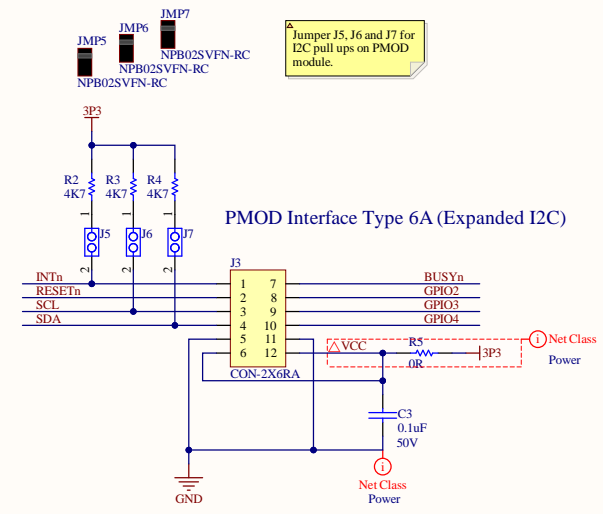 JMP7
JMP6
JMP5
NPB02SVFN-RC
NPB02SVFN-RC
NPB02SVFN-RC
Jumper J5, J6 and J7 for
I2C pull ups on PMOD
module.
3P3
R2
4K7
R3
4K7
R4
4K7
1
1
1
J5
J6
J7
2
2
2
PMOD Interface Type 6A (Expanded I2C)
J3
INTn
1
7
BUSYn
RESETn
2
8
GPIO2
SCL
3
9
GPIO3
SDA
4
10
GPIO4
5
11
6
12
CON-2X6RA
VCC
R5
0R
3P3
i
Net Class
Power
C3
0.1uF
50V
i
Net Class
Power
GND